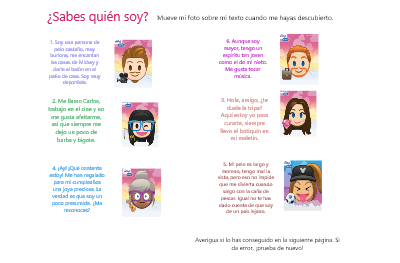 ¿Sabes quién soy?
Mueve mi foto sobre mi texto cuando me hayas descubierto.
1. Soy una persona de
pelo castaño, muy
burlona, me encantan
las cosas de Mickey y
darle al balón en el
patio de casa. Soy muy
deportista.
6. Aunque soy
mayor, tengo un
espíritu tan joven
como el de mi nieto.
Me gusta tocar
música.
2. Me llamo Carlos,
trabajo en el cine y no
me gusta afeitarme,
así que siempre me
dejo un poco de
barba y bigote.
3. Hola, amigo, ¿te
duele la tripa?
Aquí estoy yo para
curarte, siempre
llevo el botiquín en
mi maletín.
4. ¡Ay! ¡Qué contenta
estoy! Me han regalado
para mi cumpleaños
una joya preciosa. La
verdad es que soy un
poco presumida. ¿Me
reconoces?
5. Mi pelo es largo y
moreno, tengo mal la
vista, pero eso no impide
que me divierta cuando
salgo con la caña de
pescar. Igual no te has
dado cuenta de que soy
de un país lejano.
Averigua si lo has conseguido en la siguiente página. Si
da error, ¡prueba de nuevo!